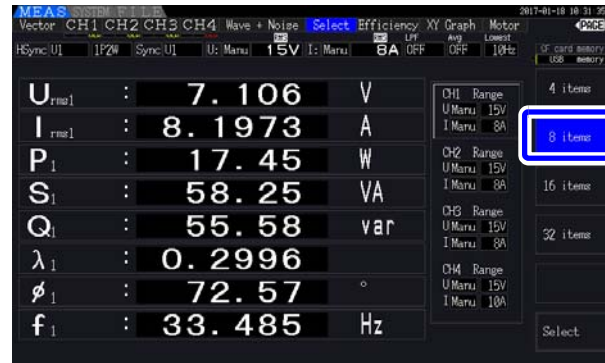 MEAS SYSTEM FILE 2017-01-18 10:31:35
Vector CH1 CH2 CH3 CH4 Wave + Noise Select Efficiency XY Graph Motor PAGE
LPF Avg Lowest
HSync U1 1P2W Sync U1 U: Manu 15V I: Manu 8A OFF OFF 10Hz
CF card memory
USB memory
Urms1 : 7.106 V
Irms1 : 8.1973 A
P1 : 17.45 W
S1 : 58.25 VA
Q1 : 55.58 var
λ1 : 0.2996
ø1 : 72.57 °
f1 : 33.485 Hz
CH1 Range
U Manu 15V
I Manu 8A
CH2 Range
U Manu 15V
I Manu 8A
CH3 Range
U Manu 15V
I Manu 8A
CH4 Range
U Manu 15V
I Manu 10A
4 items
8 items
16 items
32 items
Select